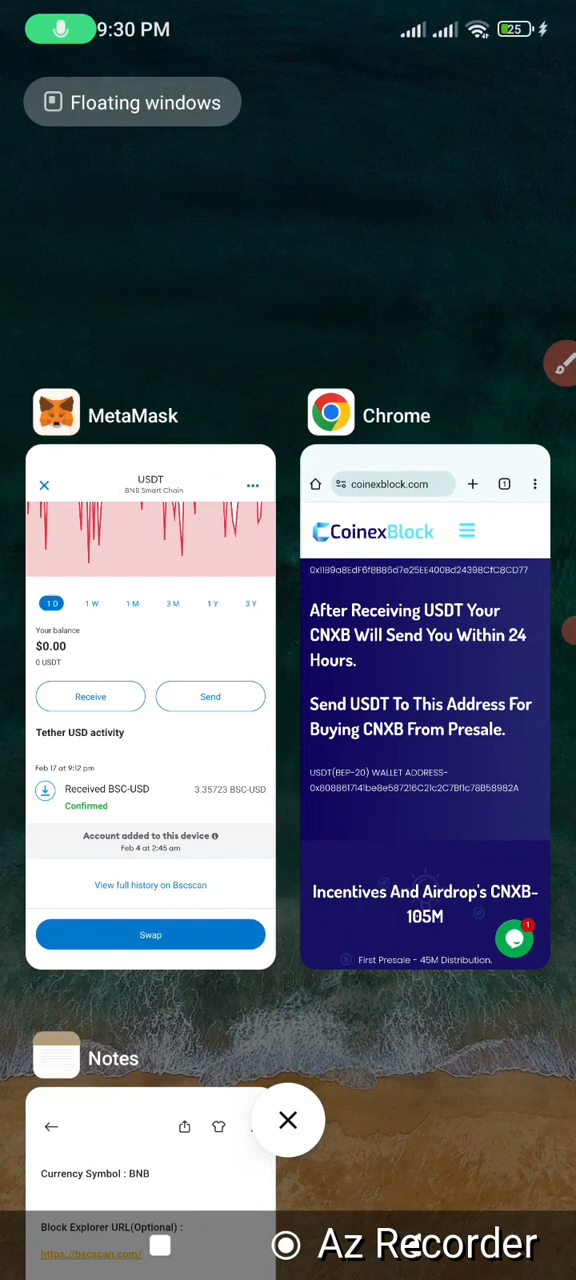 9:30 PM
25
Floating windows
MetaMask
USDT
BNB Smart Chain
1 D
1 W
1 M
3 M
1 Y
3 Y
Your balance
$0.00
0 USDT
Receive
Send
Tether USD activity
Feb 17 at 9:12 pm
Received BSC-USD
3.35723 BSC-USD
Confirmed
Account added to this device
Feb 4 at 2:45 am
View full history on Bscscan
Swap
Chrome
coinexblock.com
1
CoinexBlock
0x1189a8EdF6f8B86d7e25EE400Bd24398CfC8CD77
After Receiving USDT Your
CNXB Will Send You Within 24
Hours.
Send USDT To This Address For
Buying CNXB From Presale.
USDT(BEP-20) WALLET ADDRESS-
0x8088617141be8e587216C21c2C7Bf1c78B58982A
Incentives And Airdrop's CNXB-
105M
1
First Presale - 45M Distribution.
Notes
Currency Symbol : BNB
Block Explorer URL(Optional) :
https://bscscan.com/
Az Recorder